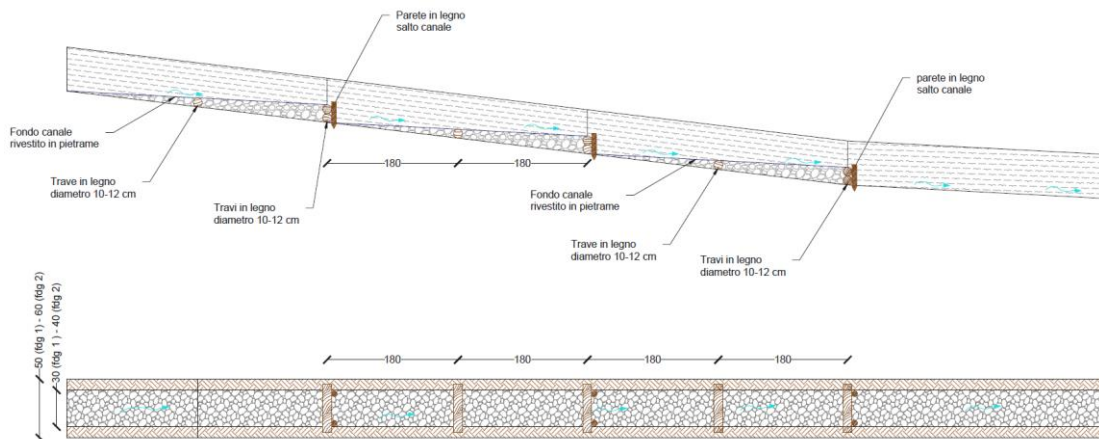 Parete in legno
salto canale
parete in legno
salto canale
Fondo canale
rivestito in pietrame
Trave in legno
diametro 10-12 cm
Travi in legno
diametro 10-12 cm
180
180
Fondo canale
rivestito in pietrame
Trave in legno
diametro 10-12 cm
Travi in legno
diametro 10-12 cm
50 (fdg 1) - 60 (fdg 2)
30 (fdg 1 ) - 40 (fdg 2)
180
180
180
180